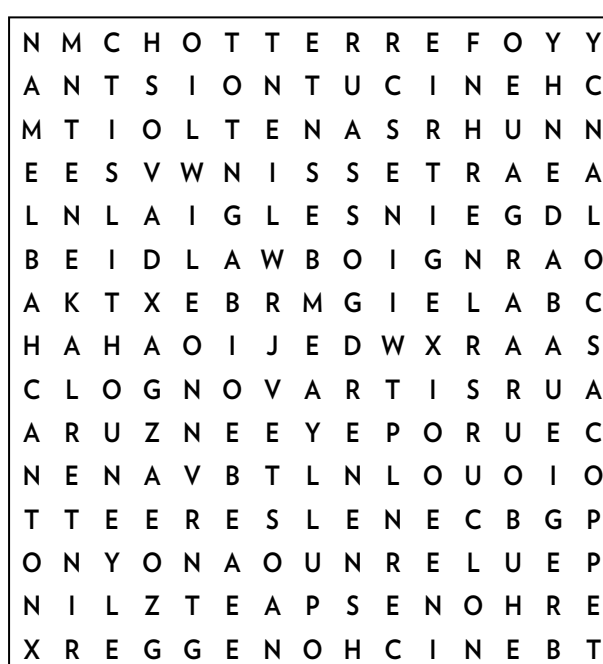 N M C H O T T E R R E F O Y Y
A N T S I O N T U C I N E H C
M T I O L T E N A S R H U N N
E E S V W N I S S E T R A E A
L N L A I G L E S N I E G D L
B E I D L A W B O I G N R A O
A K T X E B R M G I E L A B C
H A H A O I J E D W X R A A S
C L O G N O V A R T I S R U A
A R U Z N E E Y E P O R U E C
N E N A V B T L N L O U O I O
T T E E R E S L E N E C B G P
O N Y O N A O U N R E L U E P
N I L Z T E A P S E N O H R E
X R E G G E N O H C I N E B T